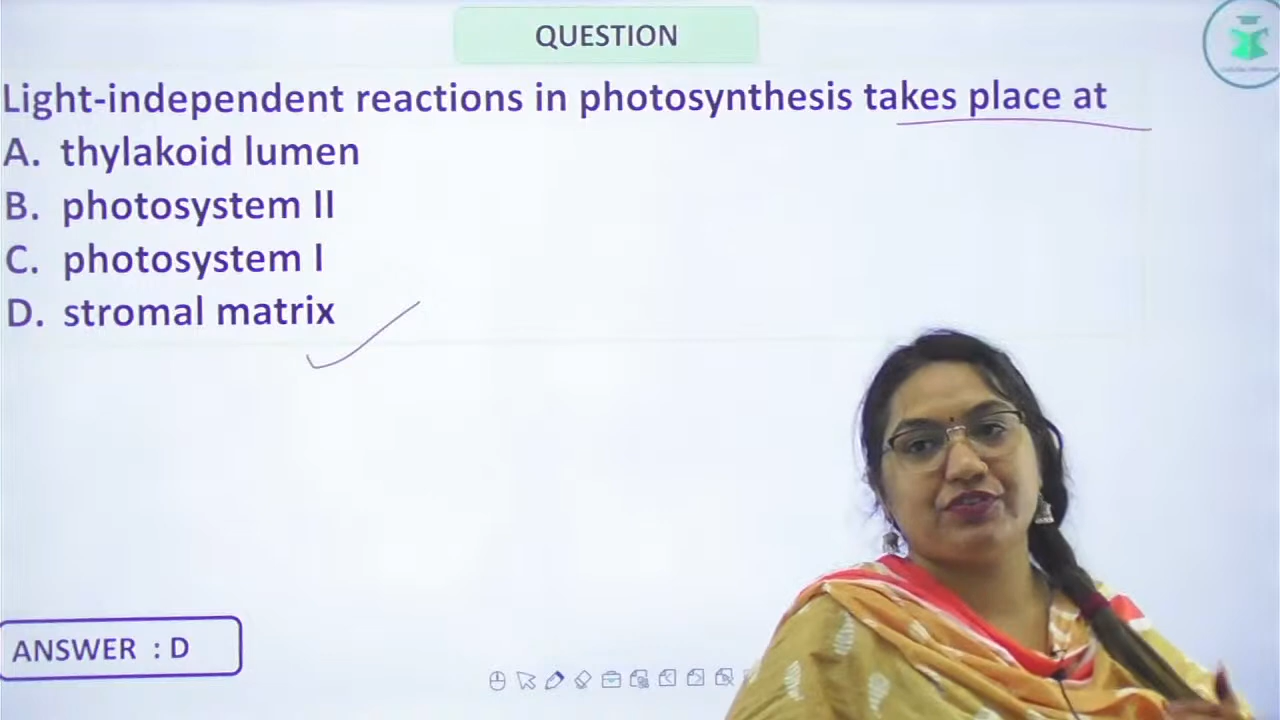 QUESTION
Light-independent reactions in photosynthesis takes place at
A. thylakoid lumen
B. photosystem II
C. photosystem I
D. stromal matrix
ANSWER : D